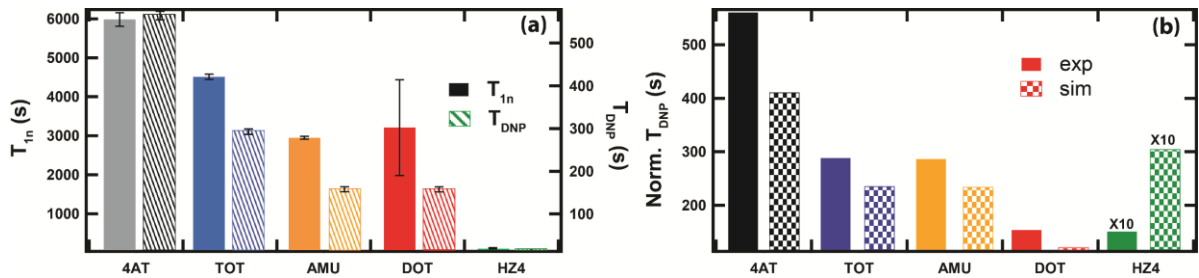 (a)
6000
5000
4000
3000
2000
1000
T1n (s)
500
400
300
200
100
TDNP (s)
T1n
TDNP
4AT TOT AMU DOT HZ4
(b)
500
400
300
200
Norm. TDNP (s)
exp
sim
X10
X10
4AT TOT AMU DOT HZ4